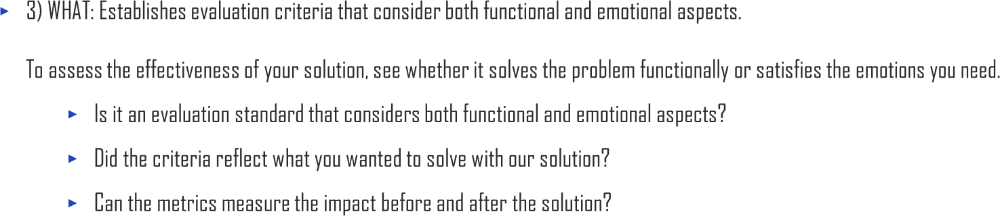 ▸ 3) WHAT: Establishes evaluation criteria that consider both functional and emotional aspects.
To assess the effectiveness of your solution, see whether it solves the problem functionally or satisfies the emotions you need.
▸ Is it an evaluation standard that considers both functional and emotional aspects?
▸ Did the criteria reflect what you wanted to solve with our solution?
▸ Can the metrics measure the impact before and after the solution?